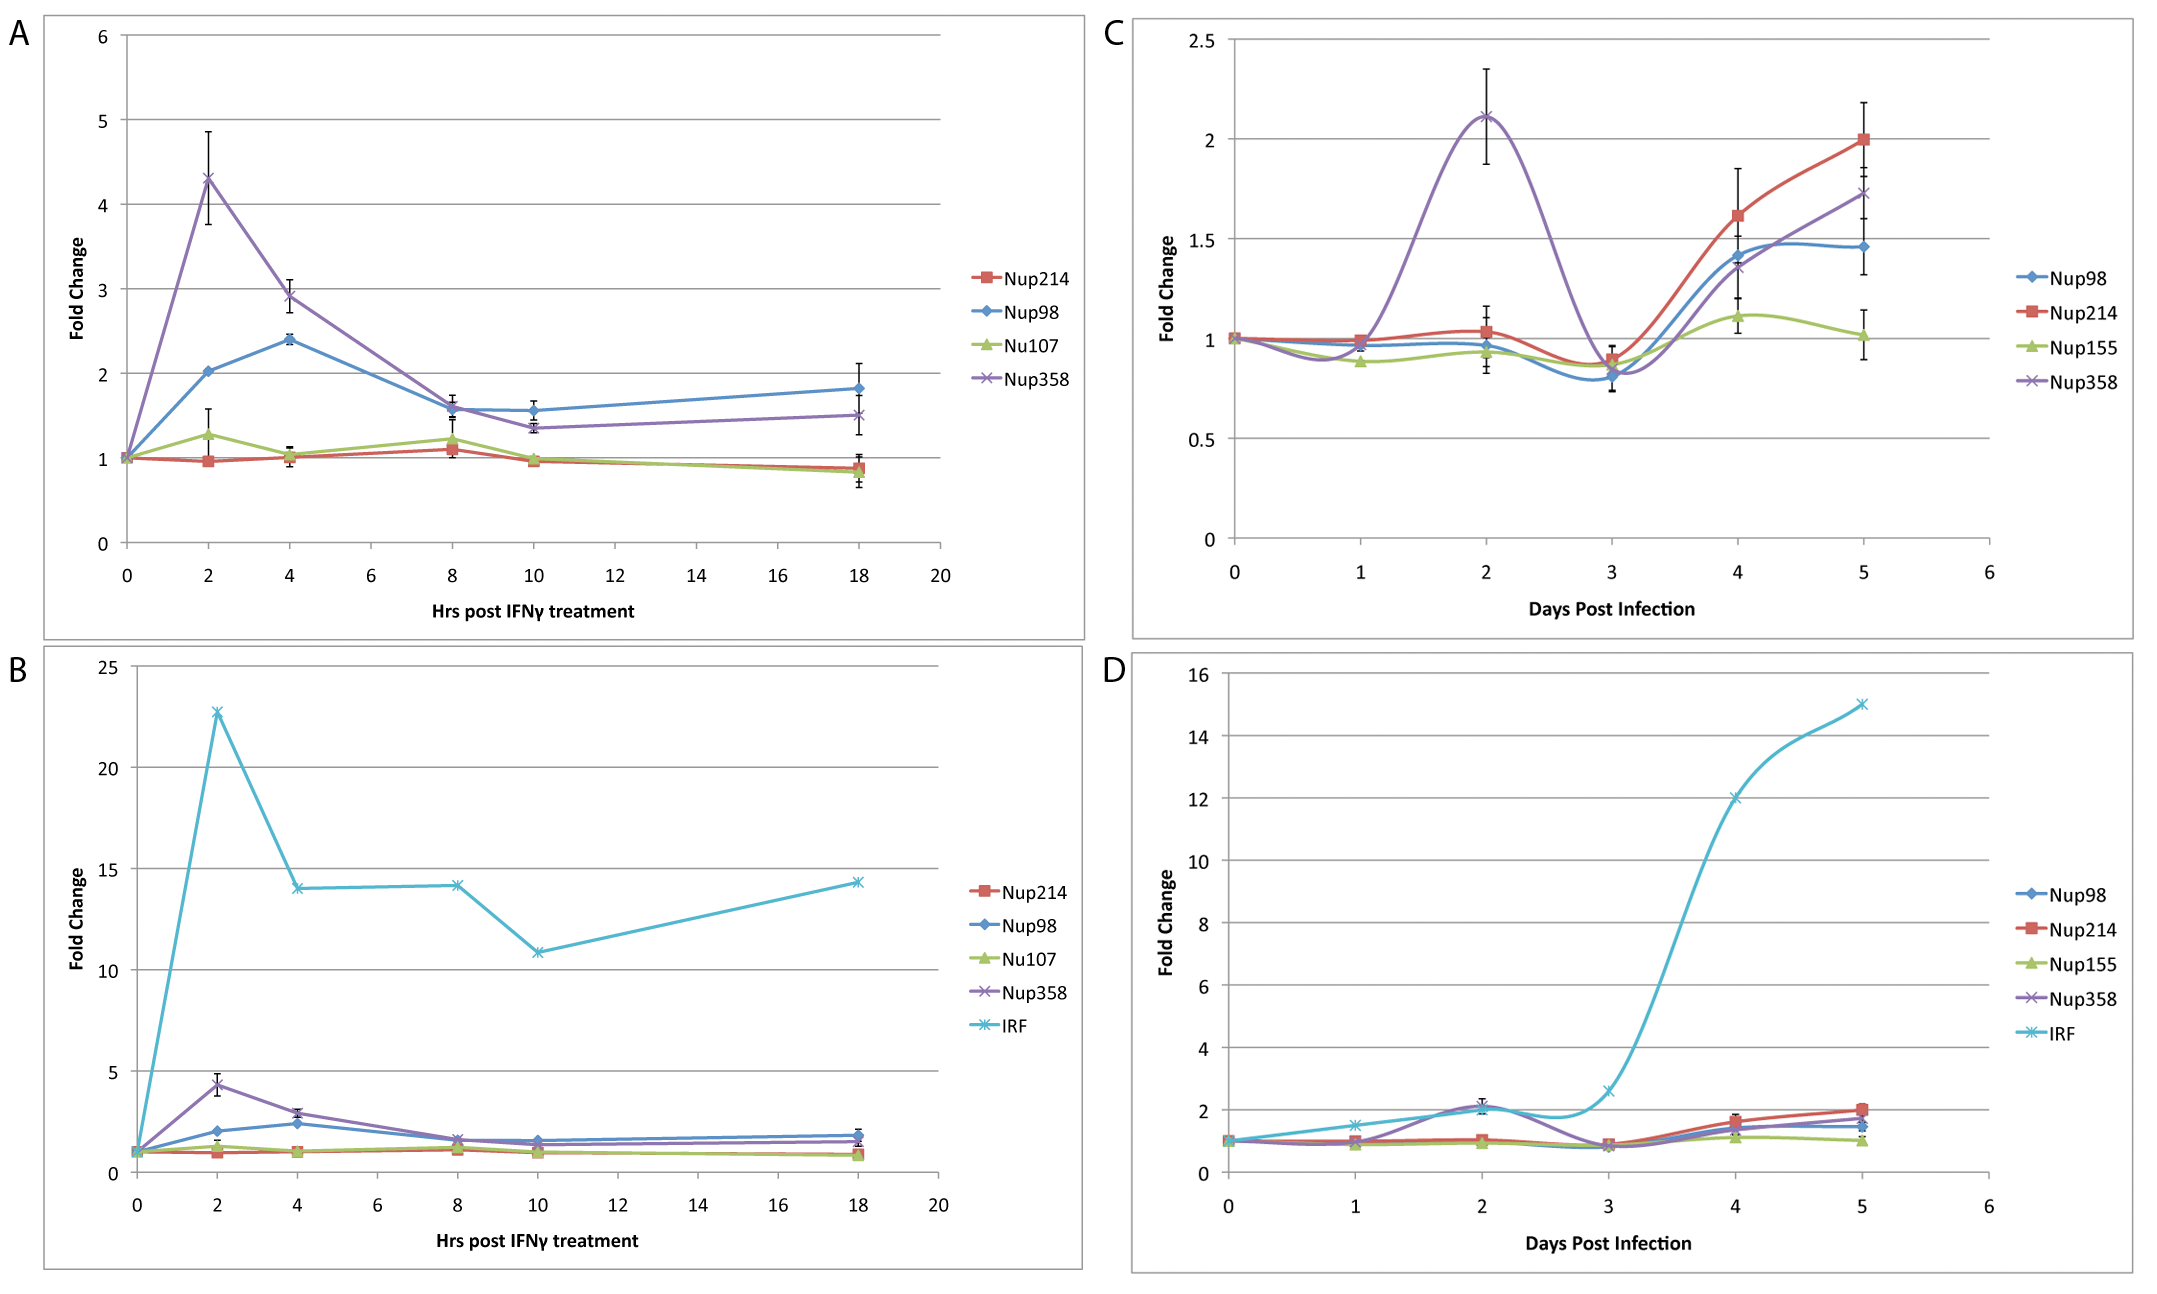 A
6
5
4
3
2
1
0
Fold Change
0 2 4 6 8 10 12 14 16 18 20
Hrs post IFNγ treatment
Nup214
Nup98
Nu107
Nup358
B
25
20
15
10
5
0
Fold Change
0 2 4 6 8 10 12 14 16 18 20
Hrs post IFNγ treatment
Nup214
Nup98
Nu107
Nup358
IRF
C
2.5
2
1.5
1
0.5
0
Fold Change
0 1 2 3 4 5 6
Days Post Infection
Nup98
Nup214
Nup155
Nup358
D
16
14
12
10
8
6
4
2
0
Fold Change
0 1 2 3 4 5 6
Days Post Infection
Nup98
Nup214
Nup155
Nup358
IRF